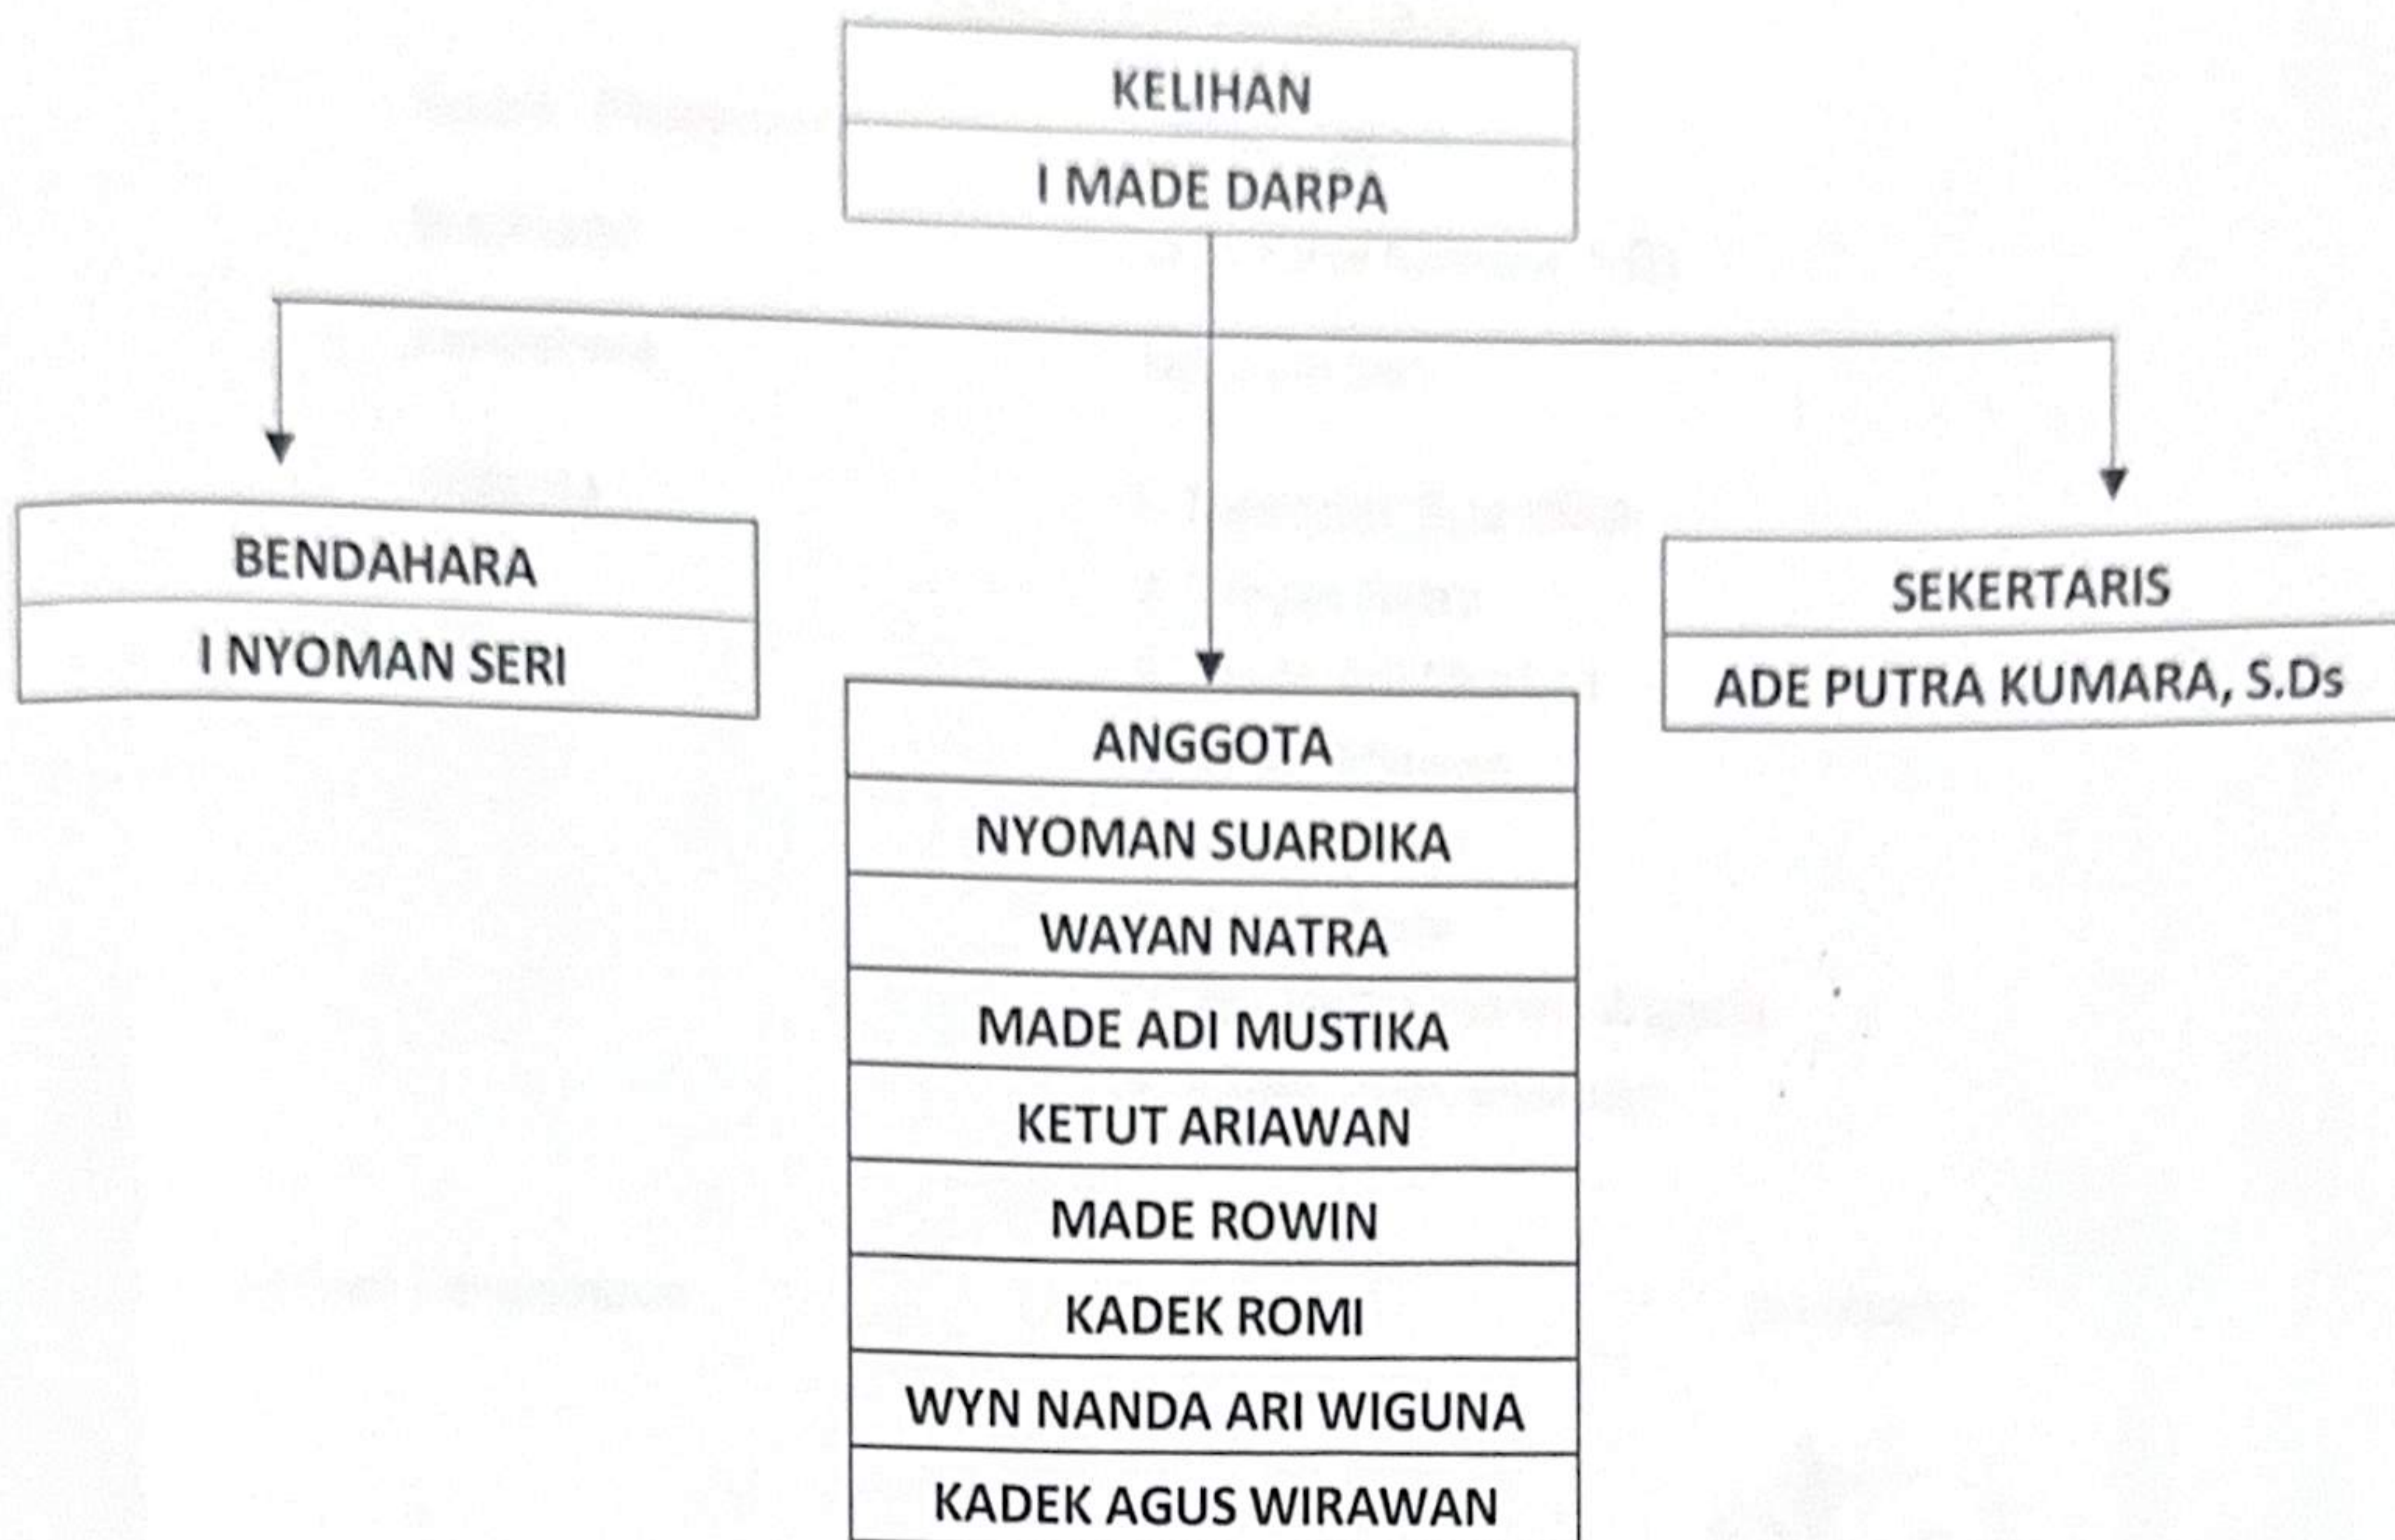 KELIHAN
I MADE DARPA
BENDAHARA
I NYOMAN SERI
SEKERTARIS
ADE PUTRA KUMARA, S.Ds
ANGGOTA
NYOMAN SUARDIKA
WAYAN NATRA
MADE ADI MUSTIKA
KETUT ARIAWAN
MADE ROWIN
KADEK ROMI
WYN NANDA ARI WIGUNA
KADEK AGUS WIRAWAN